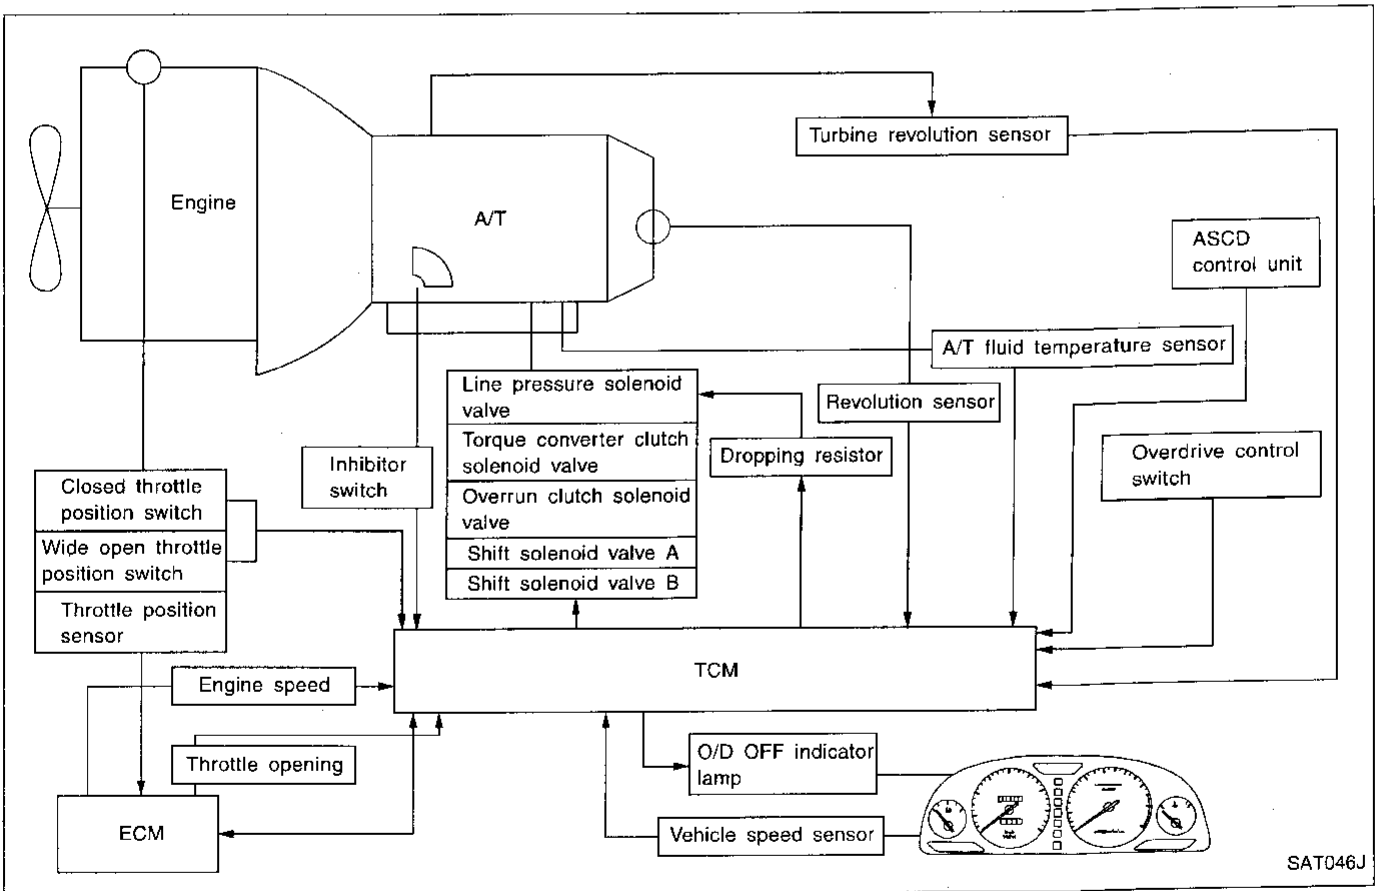 Turbine revolution sensor
Engine
A/T
ASCD
control unit
A/T fluid temperature sensor
Line pressure solenoid
valve
Revolution sensor
Torque converter clutch
solenoid valve
Dropping resistor
Overdrive control
switch
Inhibitor
switch
Closed throttle
position switch
Overrun clutch solenoid
valve
Wide open throttle
position switch
Shift solenoid valve A
Shift solenoid valve B
Throttle position
sensor
TCM
Engine speed
Throttle opening
O/D OFF indicator
lamp
ECM
Vehicle speed sensor
SAT046J